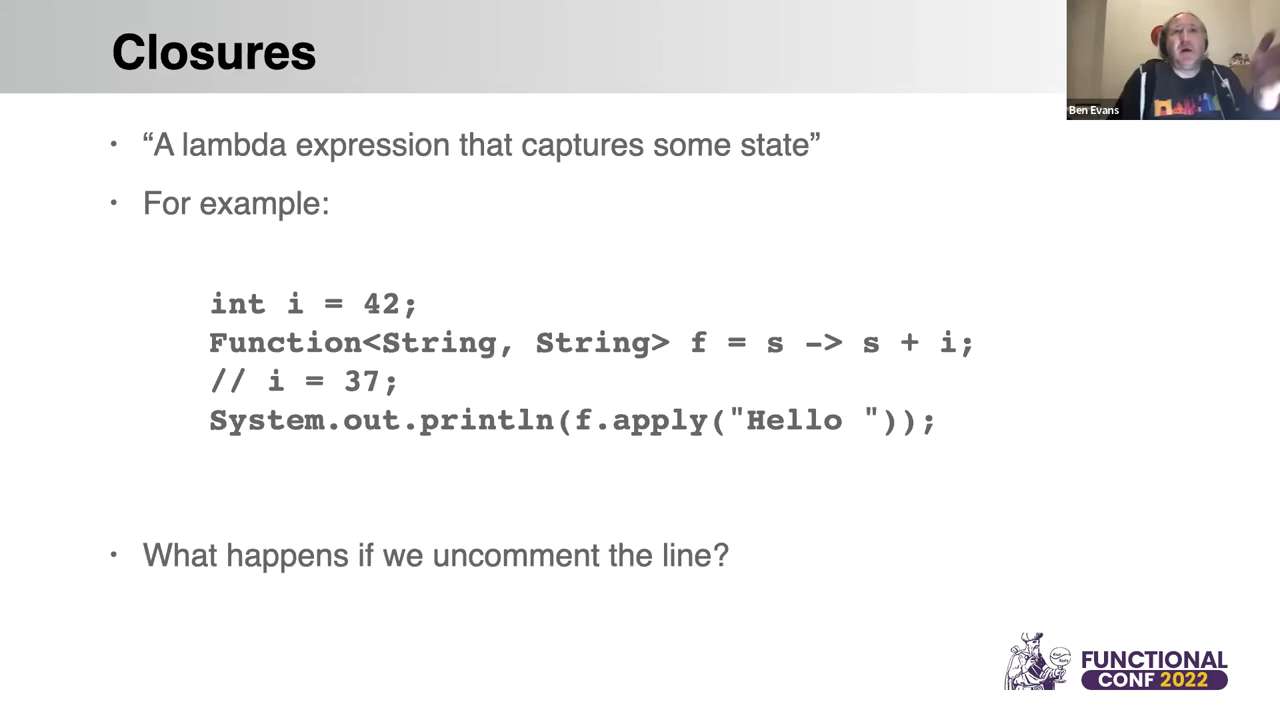 Closures
Ben Evans
• “A lambda expression that captures some state”
• For example:
int i = 42;
Function<String, String> f = s -> s + i;
// i = 37;
System.out.println(f.apply("Hello "));
• What happens if we uncomment the line?
FUNCTIONAL
CONF 2022